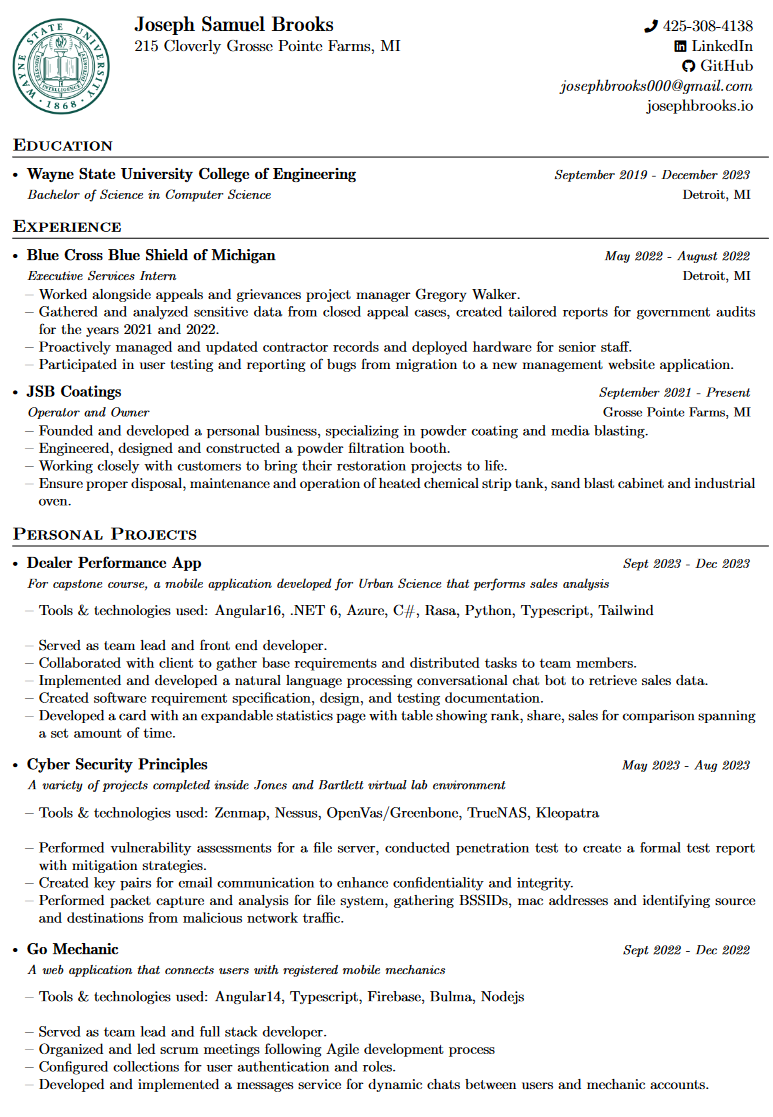 WAYNE STATE UNIVERSITY
1868
Joseph Samuel Brooks
215 Cloverly Grosse Pointe Farms, MI
425-308-4138
LinkedIn
GitHub
josephbrooks000@gmail.com
josephbrooks.io
Education
• Wayne State University College of Engineering September 2019 - December 2023
Bachelor of Science in Computer Science Detroit, MI
Experience
• Blue Cross Blue Shield of Michigan May 2022 - August 2022
Executive Services Intern Detroit, MI
– Worked alongside appeals and grievances project manager Gregory Walker.
– Gathered and analyzed sensitive data from closed appeal cases, created tailored reports for government audits
for the years 2021 and 2022.
– Proactively managed and updated contractor records and deployed hardware for senior staff.
– Participated in user testing and reporting of bugs from migration to a new management website application.
• JSB Coatings September 2021 - Present
Operator and Owner Grosse Pointe Farms, MI
– Founded and developed a personal business, specializing in powder coating and media blasting.
– Engineered, designed and constructed a powder filtration booth.
– Working closely with customers to bring their restoration projects to life.
– Ensure proper disposal, maintenance and operation of heated chemical strip tank, sand blast cabinet and industrial
oven.
Personal Projects
• Dealer Performance App Sept 2023 - Dec 2023
For capstone course, a mobile application developed for Urban Science that performs sales analysis
– Tools & technologies used: Angular16, .NET 6, Azure, C#, Rasa, Python, Typescript, Tailwind
– Served as team lead and front end developer.
– Collaborated with client to gather base requirements and distributed tasks to team members.
– Implemented and developed a natural language processing conversational chat bot to retrieve sales data.
– Created software requirement specification, design, and testing documentation.
– Developed a card with an expandable statistics page with table showing rank, share, sales for comparison spanning
a set amount of time.
• Cyber Security Principles May 2023 - Aug 2023
A variety of projects completed inside Jones and Bartlett virtual lab environment
– Tools & technologies used: Zenmap, Nessus, OpenVas/Greenbone, TrueNAS, Kleopatra
– Performed vulnerability assessments for a file server, conducted penetration test to create a formal test report
with mitigation strategies.
– Created key pairs for email communication to enhance confidentiality and integrity.
– Performed packet capture and analysis for file system, gathering BSSIDs, mac addresses and identifying source
and destinations from malicious network traffic.
• Go Mechanic Sept 2022 - Dec 2022
A web application that connects users with registered mobile mechanics
– Tools & technologies used: Angular14, Typescript, Firebase, Bulma, Nodejs
– Served as team lead and full stack developer.
– Organized and led scrum meetings following Agile development process
– Configured collections for user authentication and roles.
– Developed and implemented a messages service for dynamic chats between users and mechanic accounts.